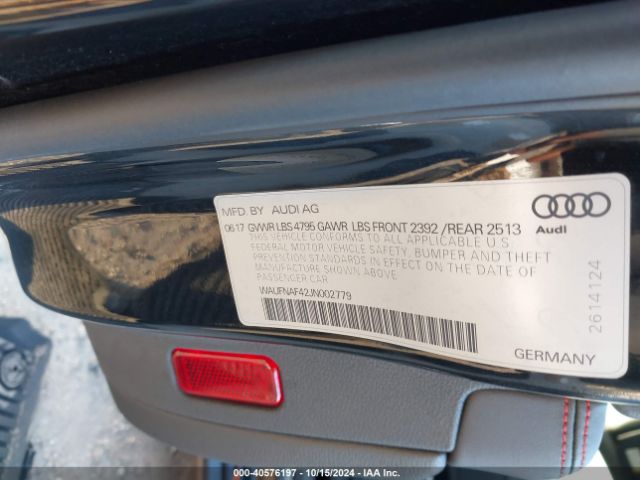 MFD. BY AUDI AG
06 17 GVWR LBS 4795 GAWR LBS FRONT 2392 / REAR 2513
THIS VEHICLE CONFORMS TO ALL APPLICABLE U.S.
FEDERAL MOTOR VEHICLE SAFETY, BUMPER AND THEFT
PREVENTION STANDARDS IN EFFECT ON THE DATE OF
MANUFACTURE SHOWN ABOVE.
PASSENGER CAR
WAUFNAF42JN002779
Audi
2614124
GERMANY
000-40576197 - 10/15/2024 - IAA Inc.